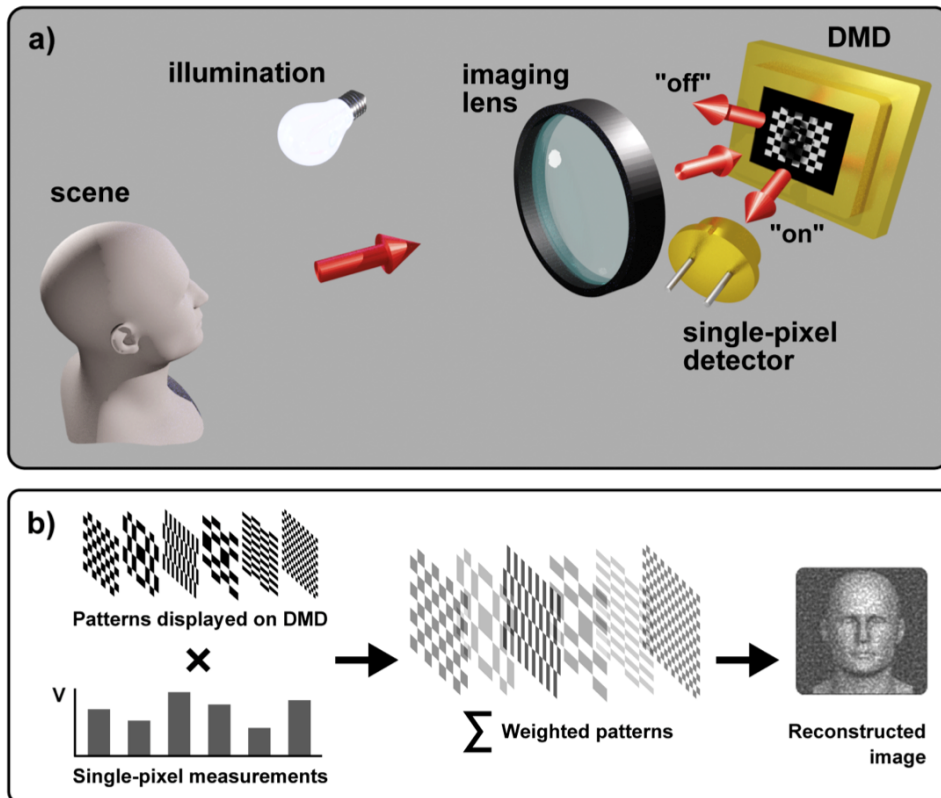 a)
illumination
imaging
lens
DMD
"off"
scene
"on"
single-pixel
detector
b)
Patterns displayed on DMD
×
V
Single-pixel measurements
∑ Weighted patterns
Reconstructed
image